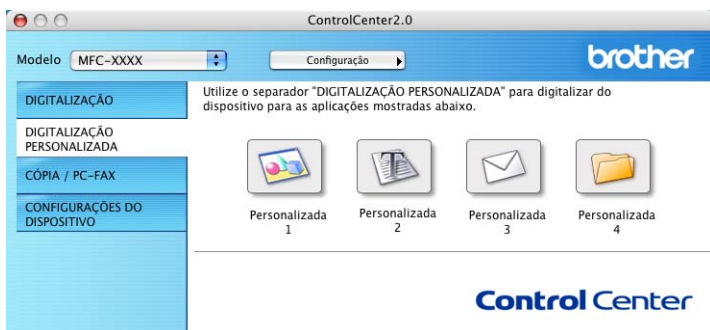 ControlCenter2.0
Modelo MFC-XXXX
Configuração
brother
DIGITALIZAÇÃO
DIGITALIZAÇÃO
PERSONALIZADA
CÓPIA / PC-FAX
CONFIGURAÇÕES DO
DISPOSITIVO
Utilize o separador "DIGITALIZAÇÃO PERSONALIZADA" para digitalizar do
dispositivo para as aplicações mostradas abaixo.
T
Personalizada
1
Personalizada
2
Personalizada
3
Personalizada
4
Control Center